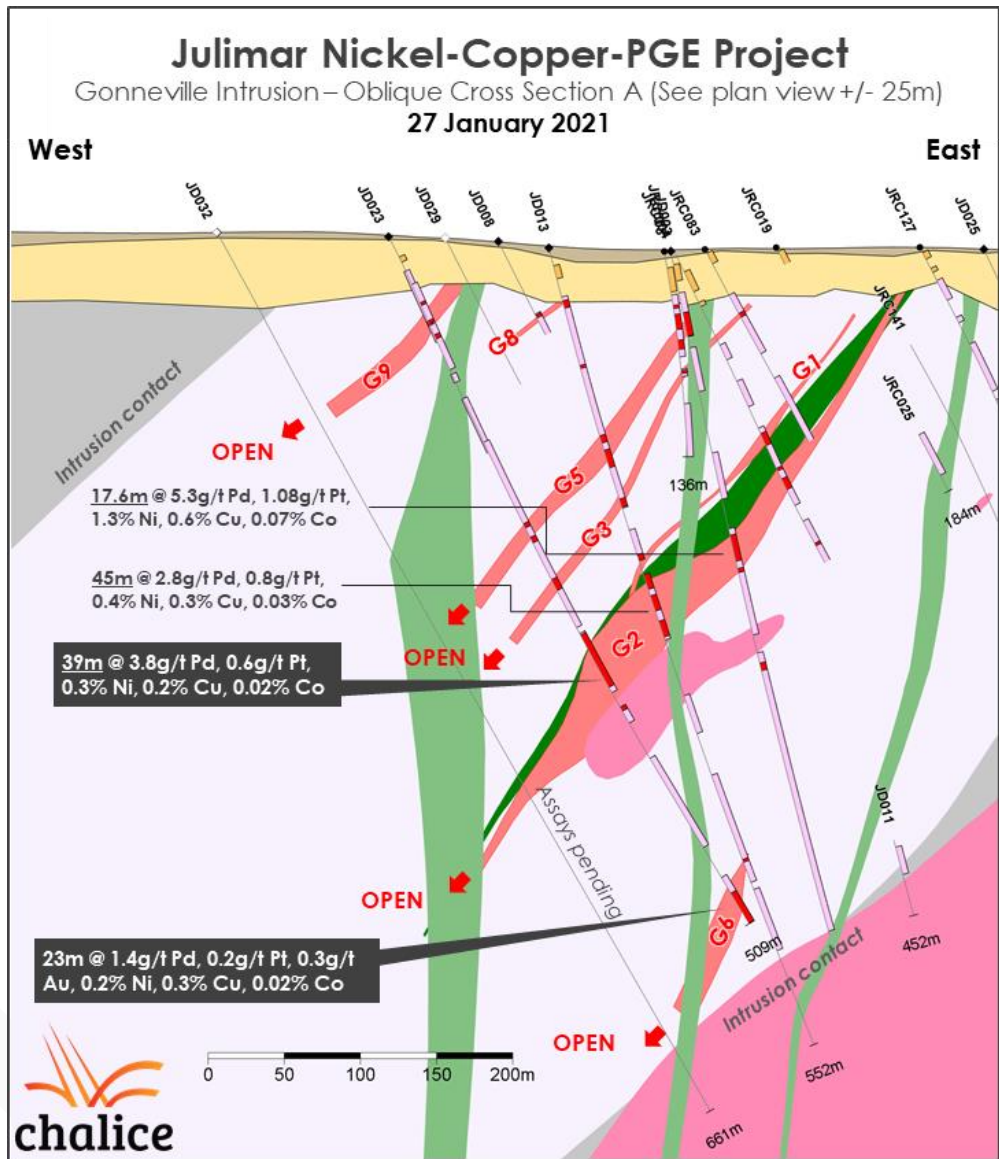 Julimar Nickel-Copper-PGE Project
Gonneville Intrusion – Oblique Cross Section A (See plan view +/- 25m)
27 January 2021
West
East
JD032
JD023
JD029
JD008
JD013
JRC083
JRC019
JRC127
JD025
JRC141
JRC025
G9
G8
G1
G5
G3
G2
G6
Intrusion contact
OPEN
136m
184m
17.6m @ 5.3g/t Pd, 1.08g/t Pt,
1.3% Ni, 0.6% Cu, 0.07% Co
45m @ 2.8g/t Pd, 0.8g/t Pt,
0.4% Ni, 0.3% Cu, 0.03% Co
OPEN
39m @ 3.8g/t Pd, 0.6g/t Pt,
0.3% Ni, 0.2% Cu, 0.02% Co
Assays pending
JD011
OPEN
452m
509m
Intrusion contact
23m @ 1.4g/t Pd, 0.2g/t Pt, 0.3g/t
Au, 0.2% Ni, 0.3% Cu, 0.02% Co
OPEN
552m
661m
0 50 100 150 200m
chalice